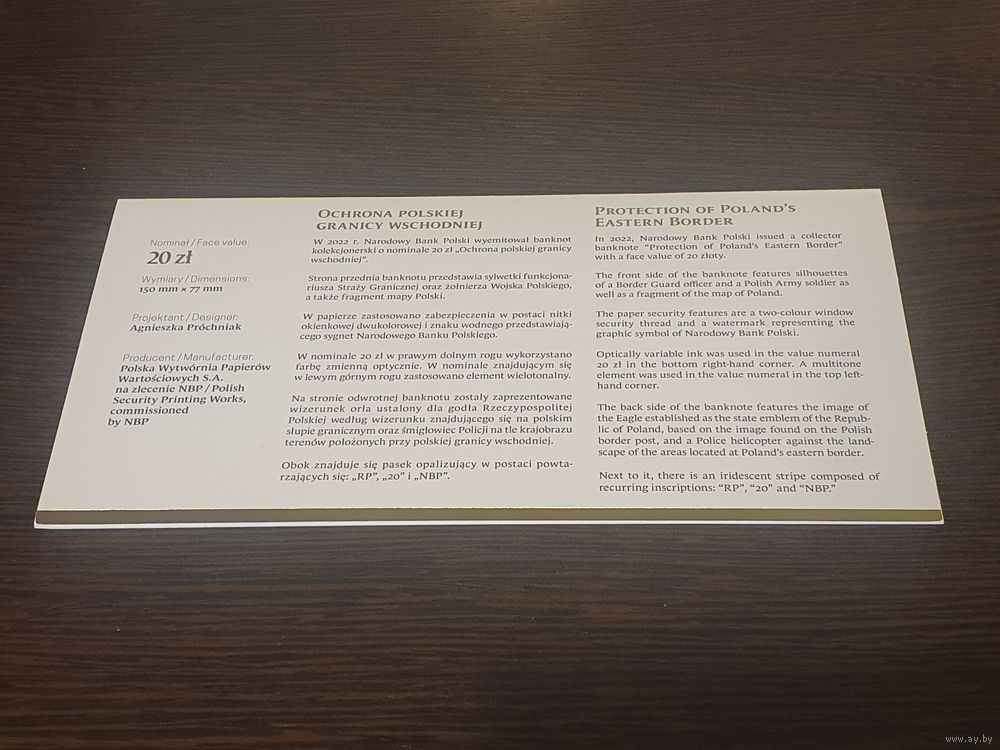 Nominał / Face value:
20 zł
Wymiary / Dimensions:
150 mm × 77 mm
Projektant / Designer:
Agnieszka Próchniak
Producent / Manufacturer:
Polska Wytwórnia Papierów
Wartościowych S.A.
na zlecenie NBP / Polish
Security Printing Works,
commissioned
by NBP
Ochrona polskiej
granicy wschodniej
W 2022 r. Narodowy Bank Polski wyemitował banknot
kolekcjonerski o nominale 20 zł „Ochrona polskiej granicy
wschodniej”.
Strona przednia banknotu przedstawia sylwetki funkcjona-
riusza Straży Granicznej oraz żołnierza Wojska Polskiego,
a także fragment mapy Polski.
W papierze zastosowano zabezpieczenia w postaci nitki
okienkowej dwukolorowej i znaku wodnego przedstawiają-
cego sygnet Narodowego Banku Polskiego.
W nominale 20 zł w prawym dolnym rogu wykorzystano
farbę zmienną optycznie. W nominale znajdującym się
w lewym górnym rogu zastosowano element wielotonalny.
Na stronie odwrotnej banknotu zostały zaprezentowane
wizerunek orła ustalony dla godła Rzeczypospolitej
Polskiej według wizerunku znajdującego się na polskim
słupie granicznym oraz śmigłowiec Policji na tle krajobrazu
terenów położonych przy polskiej granicy wschodniej.
Obok znajduje się pasek opalizujący w postaci powta-
rzających się: „RP”, „20” i „NBP”.
Protection of Poland’s
Eastern Border
In 2022, Narodowy Bank Polski issued a collector
banknote “Protection of Poland’s Eastern Border”
with a face value of 20 złoty.
The front side of the banknote features silhouettes
of a Border Guard officer and a Polish Army soldier as
well as a fragment of the map of Poland.
The paper security features are a two-colour window
security thread and a watermark representing the
graphic symbol of Narodowy Bank Polski.
Optically variable ink was used in the value numeral
20 zł in the bottom right-hand corner. A multitone
element was used in the value numeral in the top left-
hand corner.
The back side of the banknote features the image of
the Eagle established as the state emblem of the Repub-
lic of Poland, based on the image found on the Polish
border post, and a Police helicopter against the land-
scape of the areas located at Poland’s eastern border.
Next to it, there is an iridescent stripe composed of
recurring inscriptions: “RP”, “20” and “NBP.”
www.ay.by